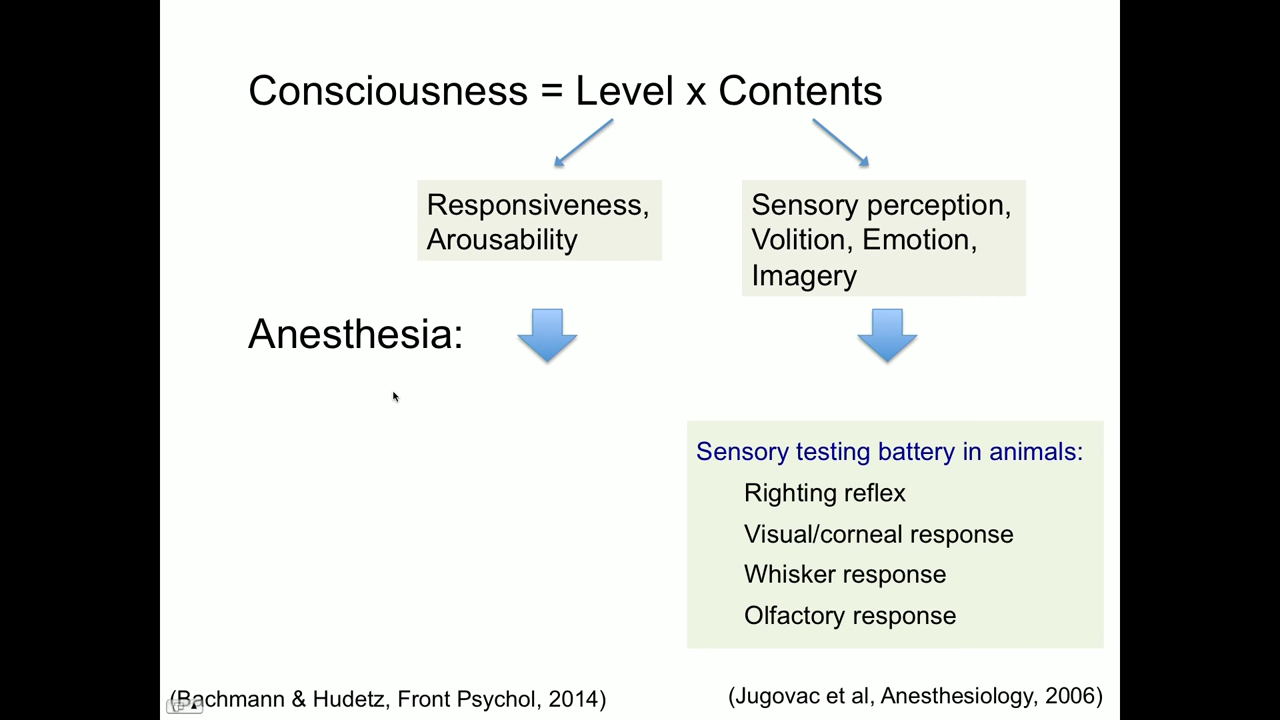 Consciousness = Level x Contents
Responsiveness,
Arousability
Sensory perception,
Volition, Emotion,
Imagery
Anesthesia:
Sensory testing battery in animals:
Righting reflex
Visual/corneal response
Whisker response
Olfactory response
(Bachmann & Hudetz, Front Psychol, 2014)
(Jugovac et al, Anesthesiology, 2006)